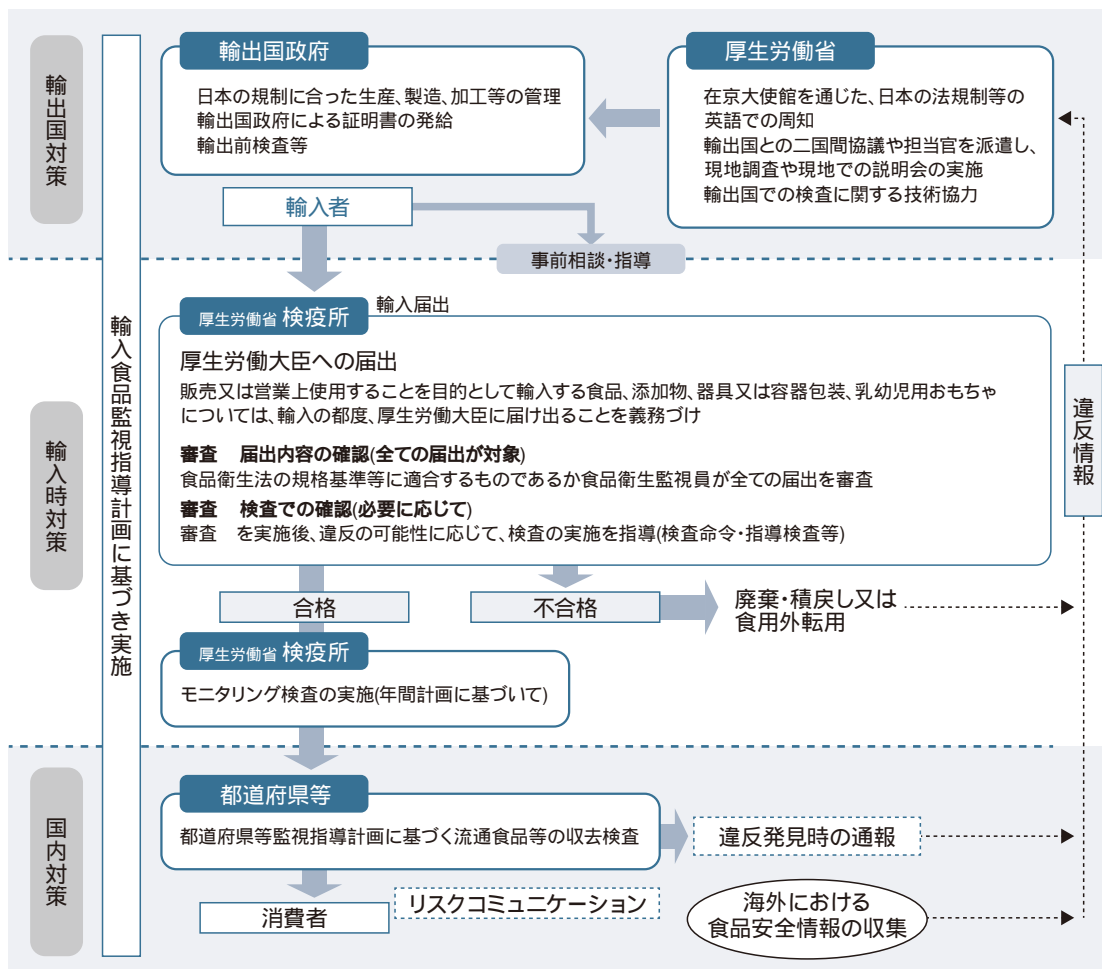 輸出国対策
輸入食品監視指導計画に基づき実施
輸出国政府
日本の規制に合った生産、製造、加工等の管理
輸出国政府による証明書の発給
輸出前検査等
厚生労働省
在京大使館を通じた、日本の法規制等の
英語での周知
輸出国との二国間協議や担当官を派遣し、
現地調査や現地での説明会の実施
輸出国での検査に関する技術協力
輸入者
事前相談・指導
輸入時対策
厚生労働省 検疫所
輸入届出
厚生労働大臣への届出
販売又は営業上使用することを目的として輸入する食品、添加物、器具又は容器包装、乳幼児用おもちゃ
については、輸入の都度、厚生労働大臣に届け出ることを義務づけ
審査 届出内容の確認(全ての届出が対象)
食品衛生法の規格基準等に適合するものであるか食品衛生監視員が全ての届出を審査
審査 検査での確認(必要に応じて)
審査 を実施後、違反の可能性に応じて、検査の実施を指導(検査命令・指導検査等)
違反情報
合格
不合格
廃棄・積戻し又は
食用外転用
厚生労働省 検疫所
モニタリング検査の実施(年間計画に基づいて)
国内対策
都道府県等
都道府県等監視指導計画に基づく流通食品等の収去検査
違反発見時の通報
消費者
リスクコミュニケーション
海外における
食品安全情報の収集